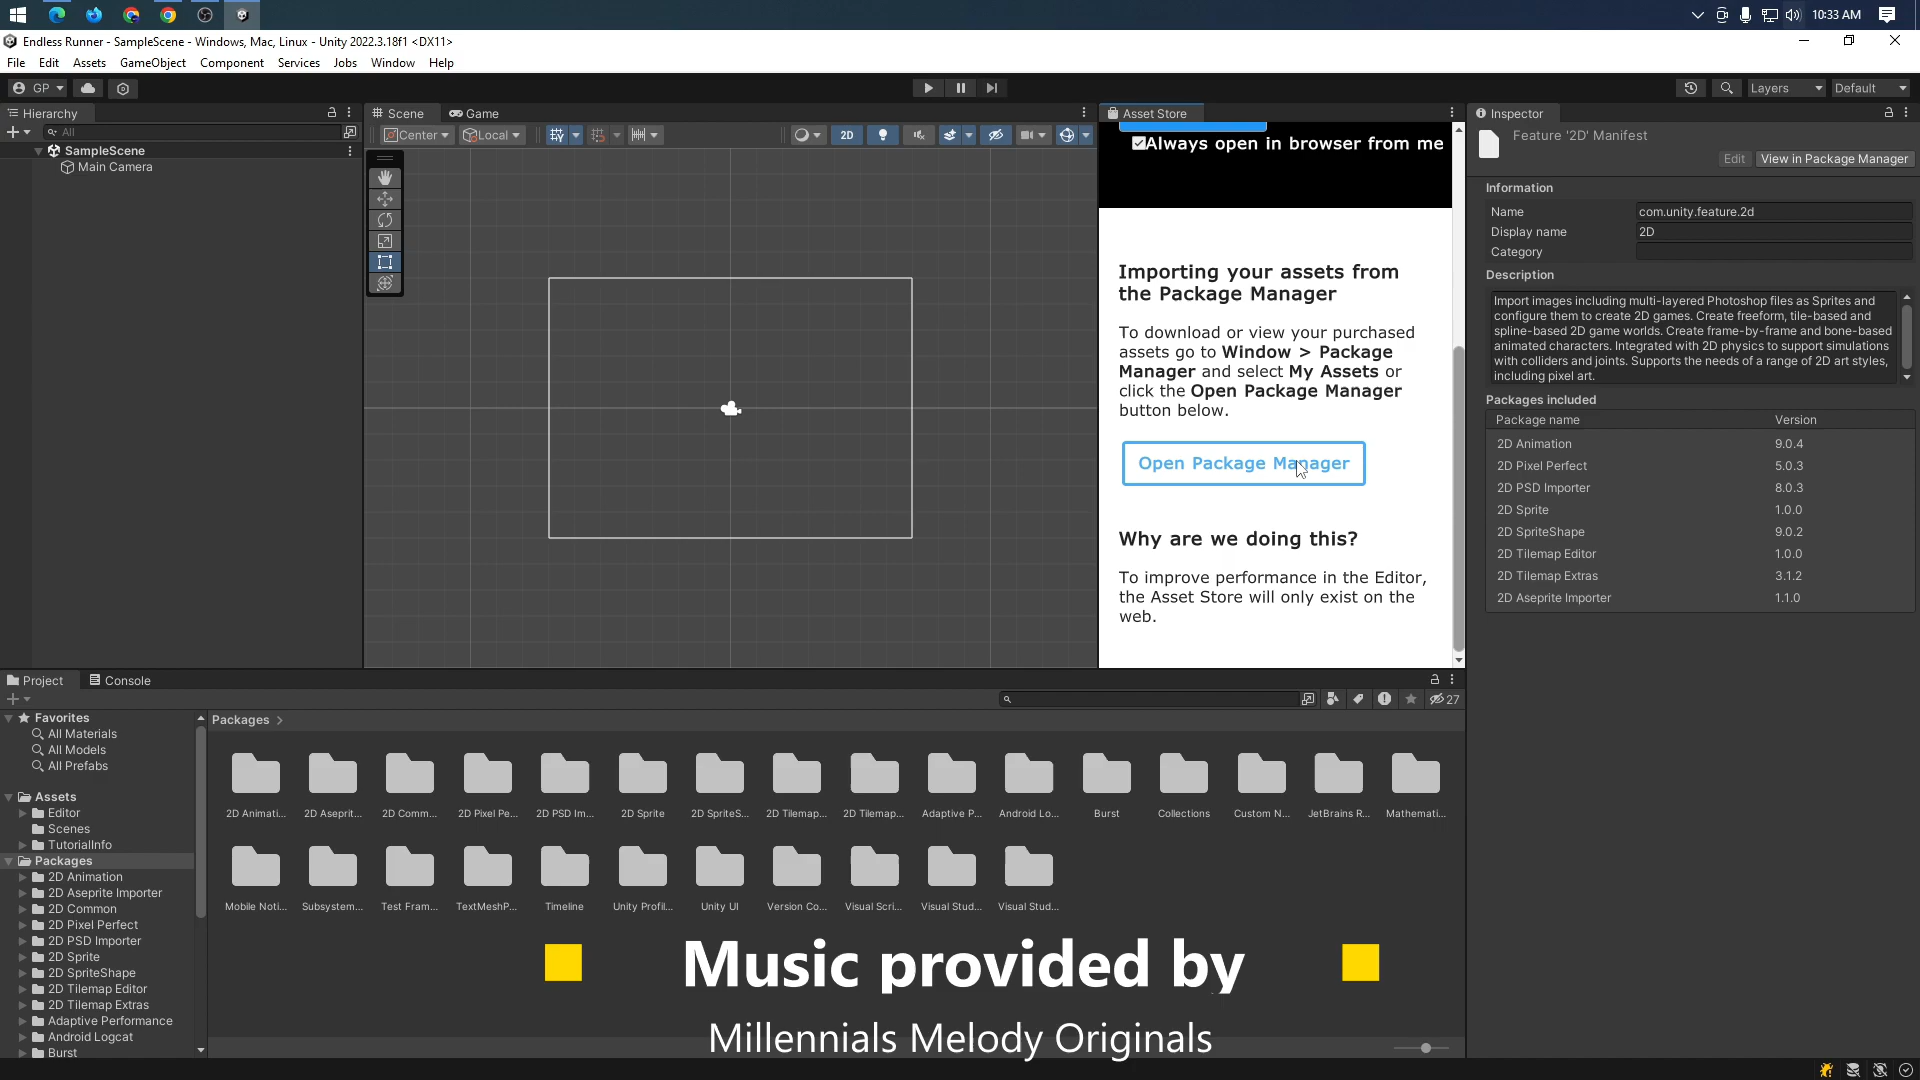 10:33 AM
Endless Runner - SampleScene - Windows, Mac, Linux - Unity 2022.3.18f1 <DX11>
File Edit Assets GameObject Component Services Jobs Window Help
GP
Layers
Default
Hierarchy
All
SampleScene
Main Camera
Scene
Game
Center
Local
2D
Asset Store
Always open in browser from me
Importing your assets from
the Package Manager
To download or view your purchased
assets go to Window > Package
Manager and select My Assets or
click the Open Package Manager
button below.
Open Package Manager
Why are we doing this?
To improve performance in the Editor,
the Asset Store will only exist on the
web.
Inspector
Feature '2D' Manifest
Edit
View in Package Manager
Information
Name com.unity.feature.2d
Display name 2D
Category
Description
Import images including multi-layered Photoshop files as Sprites and
configure them to create 2D games. Create freeform, tile-based and
spline-based 2D game worlds. Create frame-by-frame and bone-based
animated characters. Integrated with 2D physics to support simulations
with colliders and joints. Supports the needs of a range of 2D art styles,
including pixel art.
Packages included
Package name Version
2D Animation 9.0.4
2D Pixel Perfect 5.0.3
2D PSD Importer 8.0.3
2D Sprite 1.0.0
2D SpriteShape 9.0.2
2D Tilemap Editor 1.0.0
2D Tilemap Extras 3.1.2
2D Aseprite Importer 1.1.0
Project
Console
27
Favorites
All Materials
All Models
All Prefabs
Assets
Editor
Scenes
TutorialInfo
Packages
2D Animation
2D Aseprite Importer
2D Common
2D Pixel Perfect
2D PSD Importer
2D Sprite
2D SpriteShape
2D Tilemap Editor
2D Tilemap Extras
Adaptive Performance
Android Logcat
Burst
Packages
2D Animati... 2D Aseprit... 2D Comm... 2D Pixel Pe... 2D PSD Im... 2D Sprite 2D SpriteS... 2D Tilemap... 2D Tilemap... Adaptive P... Android Lo... Burst Collections Custom N... JetBrains R... Mathemati...
Mobile Noti... Subsystem... Test Fram... TextMeshP... Timeline Unity Profil... Unity UI Version Co... Visual Scri... Visual Stud... Visual Stud...
Music provided by
Millennials Melody Originals